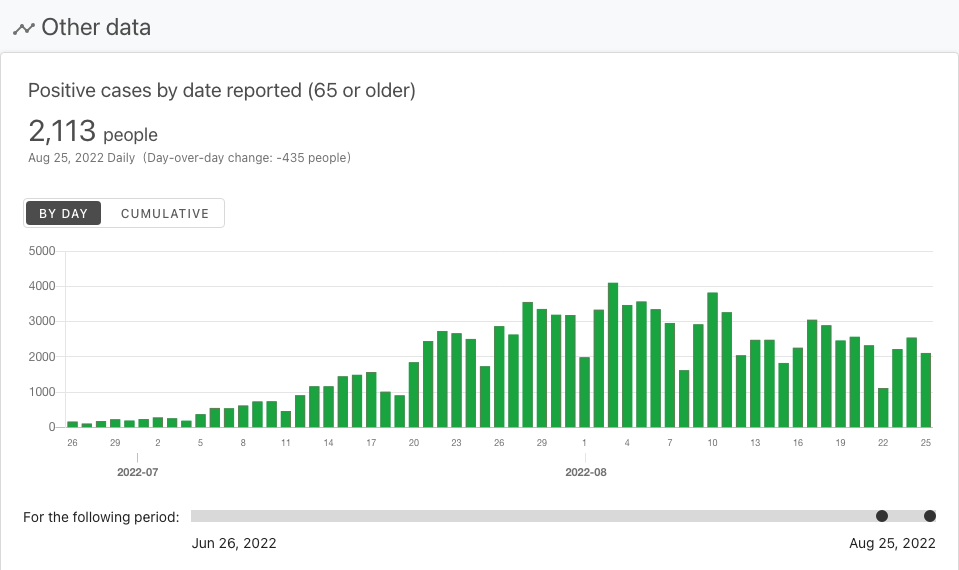 Other data
Positive cases by date reported (65 or older)
2,113 people
Aug 25, 2022 Daily (Day-over-day change: -435 people)
BY DAY CUMULATIVE
5000
4000
3000
2000
1000
0
26 29 2 5 8 11 14 17 20 23 26 29 1 4 7 10 13 16 19 22 25
2022-07 2022-08
For the following period:
Jun 26, 2022 Aug 25, 2022